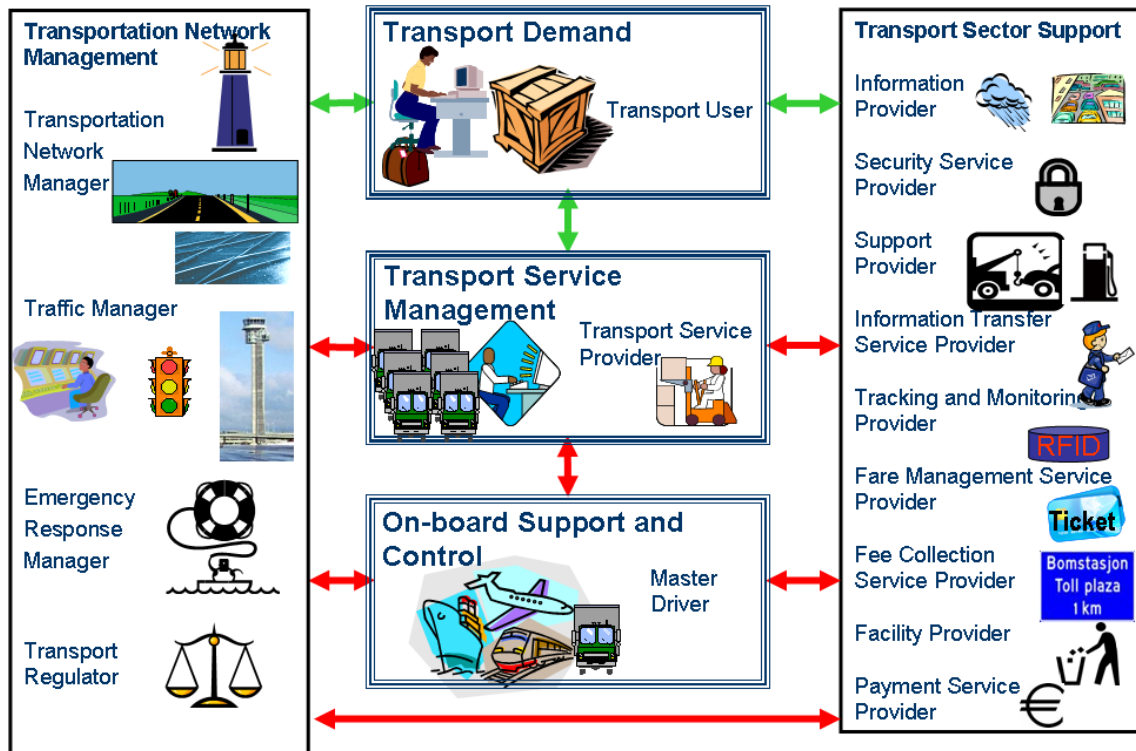 Transportation Network
Management
Transportation
Network
Manager
Traffic Manager
Emergency
Response
Manager
Transport
Regulator
Transport Demand
Transport User
Transport Service
Management
Transport Service
Provider
On-board Support and
Control
Master
Driver
Transport Sector Support
Information
Provider
Security Service
Provider
Support
Provider
Information Transfer
Service Provider
Tracking and Monitoring
Provider
RFID
Fare Management Service
Provider
Ticket
Fee Collection
Service Provider
Bomstasjon
Toll plaza
1 km
Facility Provider
Payment Service
Provider
€